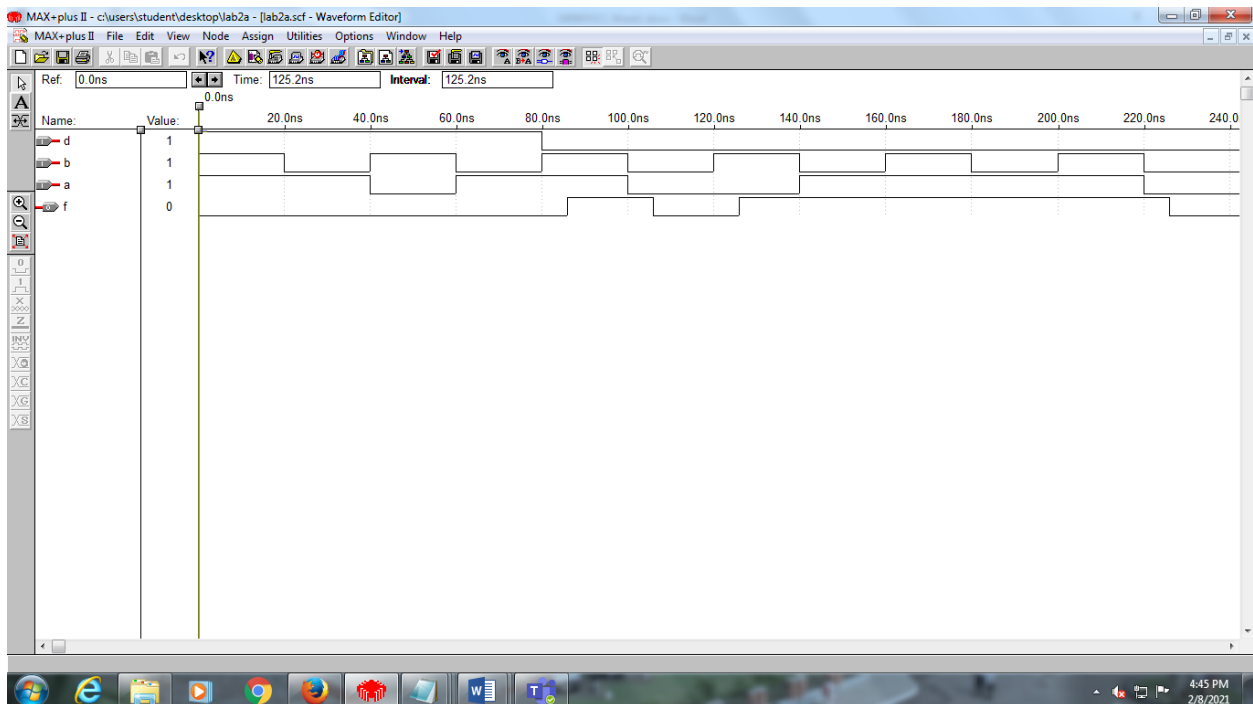 MAX+plus II - c:\users\student\desktop\lab2a - [lab2a.scf - Waveform Editor]
MAX+plus II File Edit View Node Assign Utilities Options Window Help
Ref: 0.0ns Time: 125.2ns Interval: 125.2ns
0.0ns
Name: Value: 20.0ns 40.0ns 60.0ns 80.0ns 100.0ns 120.0ns 140.0ns 160.0ns 180.0ns 200.0ns 220.0ns 240.0
d 1
b 1
a 1
f 0
4:45 PM
2/8/2021